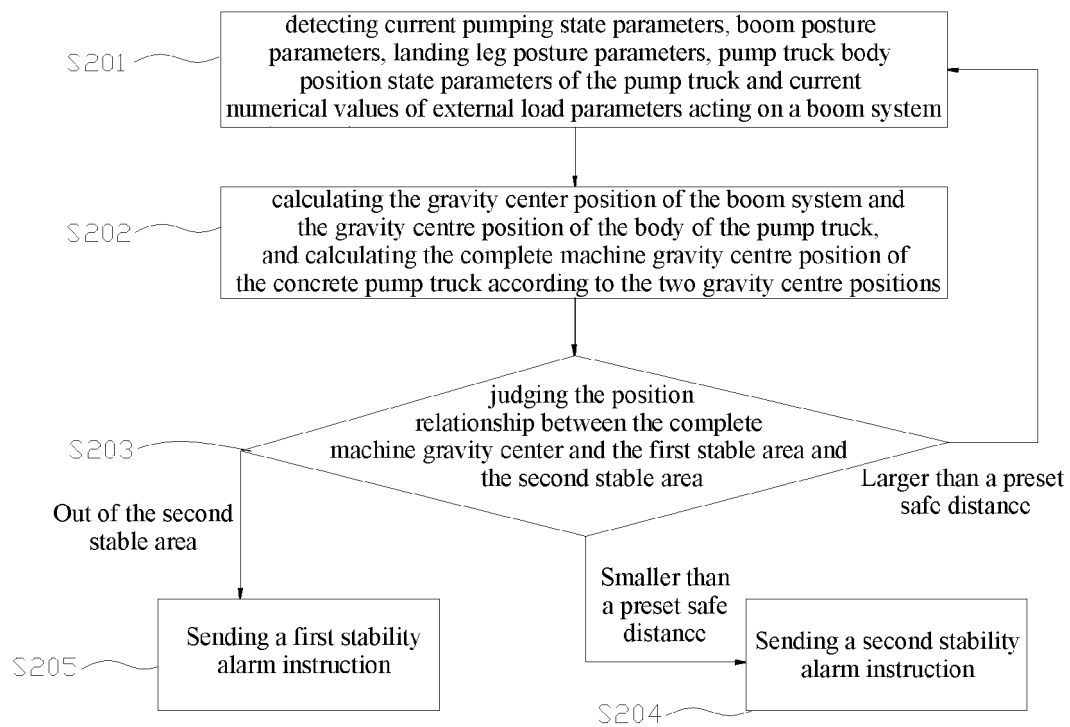 detecting current pumping state parameters, boom posture
parameters, landing leg posture parameters, pump truck body
position state parameters of the pump truck and current
numerical values of external load parameters acting on a boom system
S201
calculating the gravity center position of the boom system and
the gravity centre position of the body of the pump truck,
and calculating the complete machine gravity centre position of
the concrete pump truck according to the two gravity centre positions
S202
judging the position
relationship between the complete
machine gravity center and the first stable area and
the second stable area
S203
Larger than a preset
safe distance
Out of the second
stable area
Smaller than
a preset safe
distance
Sending a first stability
alarm instruction
S205
Sending a second stability
alarm instruction
S204